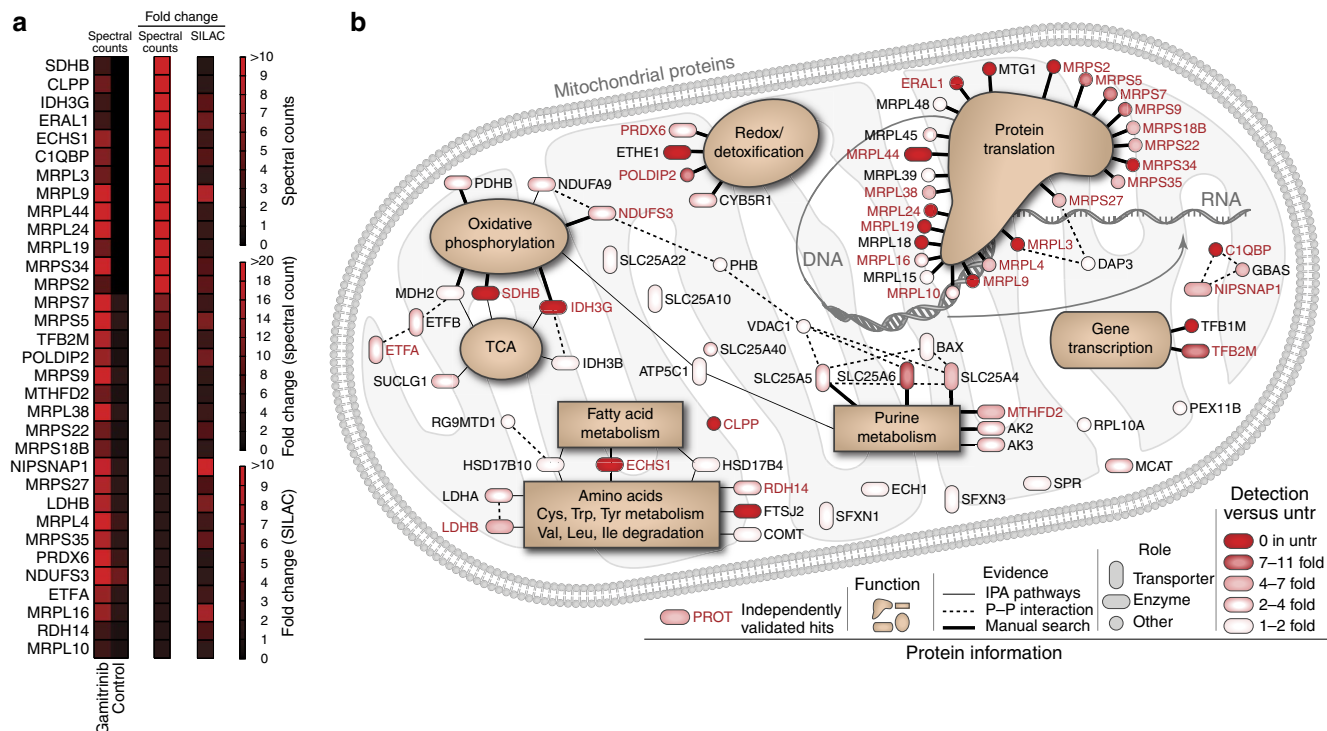 a
Fold change
Spectral counts
Spectral counts
SILAC
SDHB
CLPP
IDH3G
ERAL1
ECHS1
C1QBP
MRPL3
MRPL9
MRPL44
MRPL24
MRPL19
MRPS34
MRPS2
MRPS7
MRPS5
TFB2M
POLDIP2
MRPS9
MTHFD2
MRPL38
MRPS22
MRPS18B
NIPSNAP1
MRPS27
LDHB
MRPL4
MRPS35
PRDX6
NDUFS3
ETFA
MRPL16
RDH14
MRPL10
Gamitrinib
Control
>10
9
8
7
6
5
4
3
2
1
0
Spectral counts
>20
18
16
14
12
10
8
6
4
2
0
Fold change (spectral count)
>10
9
8
7
6
5
4
3
2
1
0
Fold change (SILAC)
b
Mitochondrial proteins
PRDX6
ETHE1
POLDIP2
CYB5R1
Redox/
detoxification
ERAL1
MTG1
MRPS2
MRPS5
MRPS7
MRPS9
MRPS18B
MRPS22
MRPS34
MRPS35
MRPS27
MRPL48
MRPL45
MRPL44
MRPL39
MRPL38
MRPL24
MRPL19
MRPL18
MRPL16
MRPL15
MRPL10
MRPL9
MRPL4
MRPL3
DAP3
Protein
translation
RNA
DNA
PDHB
NDUFA9
NDUFS3
Oxidative
phosphorylation
MDH2
SDHB
IDH3G
ETFB
ETFA
TCA
IDH3B
SUCLG1
SLC25A22
PHB
SLC25A10
VDAC1
SLC25A40
ATP5C1
SLC25A5
SLC25A6
SLC25A4
BAX
C1QBP
GBAS
NIPSNAP1
Gene
transcription
TFB1M
TFB2M
Purine
metabolism
MTHFD2
AK2
AK3
RPL10A
PEX11B
MCAT
SPR
SFXN3
ECH1
SFXN1
RG9MTD1
Fatty acid
metabolism
CLPP
HSD17B10
ECHS1
HSD17B4
LDHA
LDHB
Amino acids
Cys, Trp, Tyr metabolism
Val, Leu, Ile degradation
RDH14
FTSJ2
COMT
PROT
Independently
validated hits
Function
Evidence
IPA pathways
P–P interaction
Manual search
Role
Transporter
Enzyme
Other
Detection
versus untr
0 in untr
7–11 fold
4–7 fold
2–4 fold
1–2 fold
Protein information